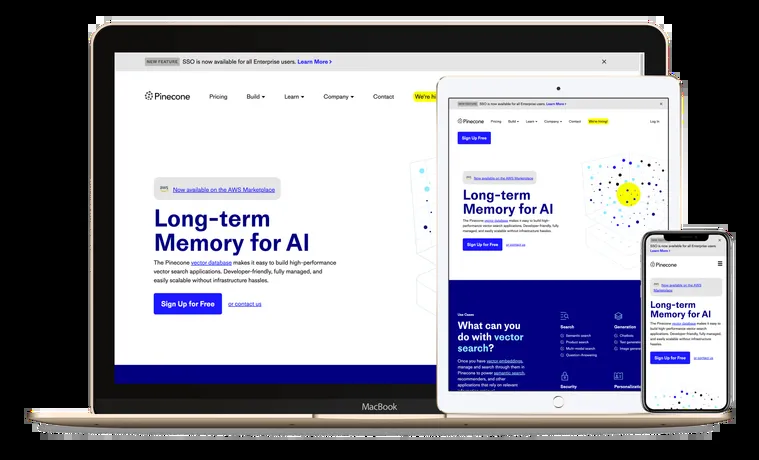 NEW FEATURE SSO is now available for all Enterprise users. Learn More >
Pinecone Pricing Build Learn Company Contact We're hi
Now available on the AWS Marketplace
Long-term
Memory for AI
The Pinecone vector database makes it easy to build high-performance
vector search applications. Developer-friendly, fully managed, and
easily scalable without infrastructure hassles.
Sign Up for Free or contact us
MacBook
NEW FEATURE SSO is now available for all Enterprise users. Learn More >
Pinecone Pricing Build Learn Company Contact We're hiring! Log In
Sign Up Free
Now available on the AWS Marketplace
Long-term
Memory for AI
The Pinecone vector database makes it easy to build high-
performance vector search applications. Developer-friendly, fully
managed, and easily scalable without infrastructure hassles.
Sign Up for Free or contact us
Use Cases
What can you
do with vector
search?
Once you have vector embeddings,
manage and search through them in
Pinecone to power semantic search,
recommenders, and other
applications that rely on relevant
Search
Semantic search
Product search
Multi-modal search
Question-Answering
Generation
Chatbots
Text generation
Image genera
Security
Personalization
NEW FEATURE
SSO is now available for all Enterprise
users. Learn More >
Pinecone
Now available on the AWS
Marketplace
Long-term
Memory for AI
The Pinecone vector database makes it easy to
build high-performance vector search
applications. Developer-friendly, fully managed,
and easily scalable without infrastructure
hassles.
Sign Up for Free or contact us